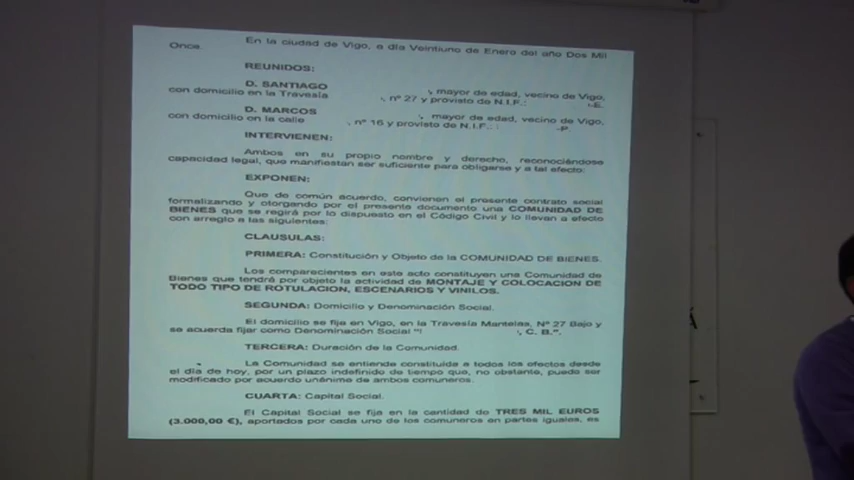 En la ciudad de Vigo, a día Veintiuno de Enero del año Dos Mil
Once.
REUNIDOS:
D. SANTIAGO , mayor de edad, vecino de Vigo,
con domicilio en la Travesía , nº 27 y provisto de N.I.F.: -E.
D. MARCOS , mayor de edad, vecino de Vigo,
con domicilio en la calle , nº 16 y provisto de N.I.F.: -P.
INTERVIENEN:
Ambos en su propio nombre y derecho, reconociéndose
capacidad legal, que manifiestan ser suficiente para obligarse y a tal efecto:
EXPONEN:
Que de común acuerdo, convienen el presente contrato social
formalizando y otorgando por el presente documento una COMUNIDAD DE
BIENES que se regirá por lo dispuesto en el Código Civil y lo llevan a efecto
con arreglo a las siguientes:
CLAUSULAS:
PRIMERA: Constitución y Objeto de la COMUNIDAD DE BIENES.
Los comparecientes en este acto constituyen una Comunidad de
Bienes que tendrá por objeto la actividad de MONTAJE Y COLOCACION DE
TODO TIPO DE ROTULACION, ESCENARIOS Y VINILOS.
SEGUNDA: Domicilio y Denominación Social.
El domicilio se fija en Vigo, en la Travesía Mantelas, Nº 27 Bajo y
se acuerda fijar como Denominación Social " , C. B.".
TERCERA: Duración de la Comunidad.
La Comunidad se entiende constituida a todos los efectos desde
el día de hoy, por un plazo indefinido de tiempo que, no obstante, puede ser
modificado por acuerdo unánime de ambos comuneros.
CUARTA: Capital Social.
El Capital Social se fija en la cantidad de TRES MIL EUROS
(3.000,00 €), aportados por cada uno de los comuneros en partes iguales, es